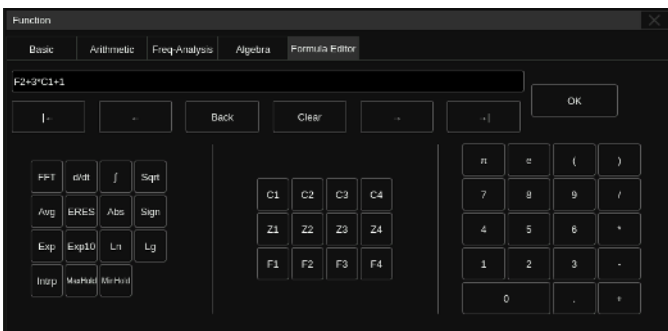 Function
Basic Arithmetic Freq-Analysis Algebra Formula Editor
F2+3*C1+1
OK
|← ← Back Clear → →|
π e ( )
FFT d/dt ∫ Sqrt
C1 C2 C3 C4
7 8 9 /
Avg ERES Abs Sign
Z1 Z2 Z3 Z4
4 5 6 *
Exp Exp10 Ln Lg
F1 F2 F3 F4
1 2 3 -
Intrp MaxHold MinHold
0 . +